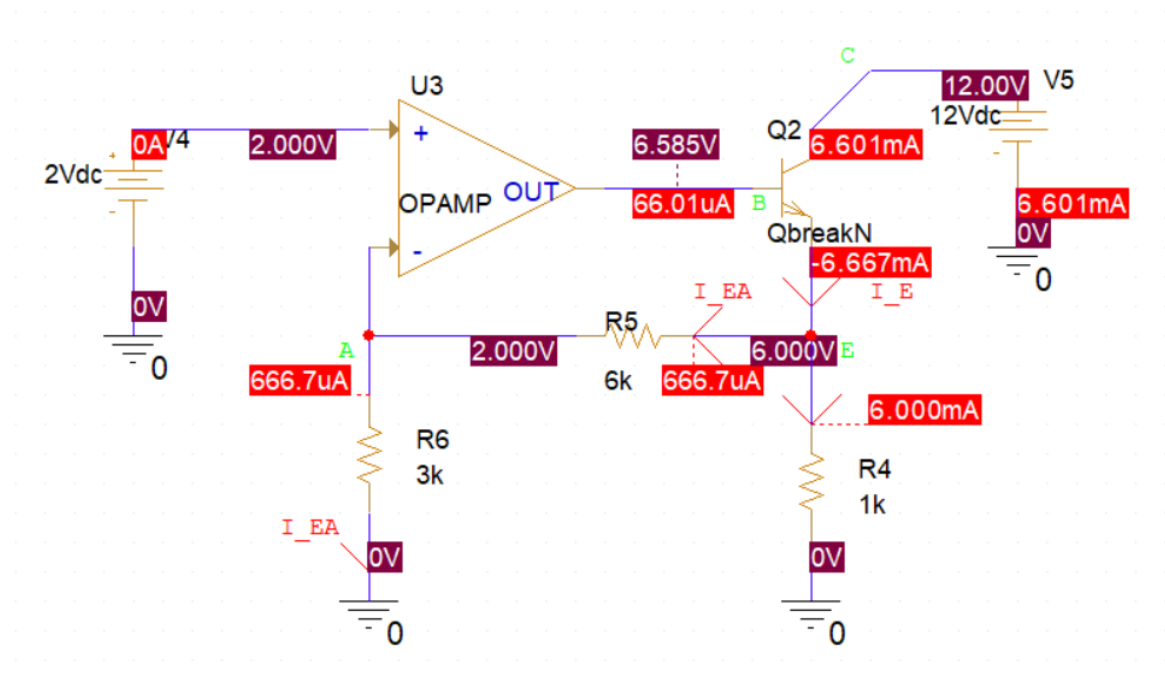 C
U3
12.00V
V5
12Vdc
+
Q2
0A
V4
2.000V
6.585V
6.601mA
2Vdc
OUT
OPAMP
66.01uA
B
6.601mA
QbreakN
0V
-
-6.667mA
0
I_EA
I_E
0V
R5
A
2.000V
6.000V
E
0
666.7uA
6k
666.7uA
6.000mA
R6
3k
R4
1k
I_EA
0V
0V
0
0